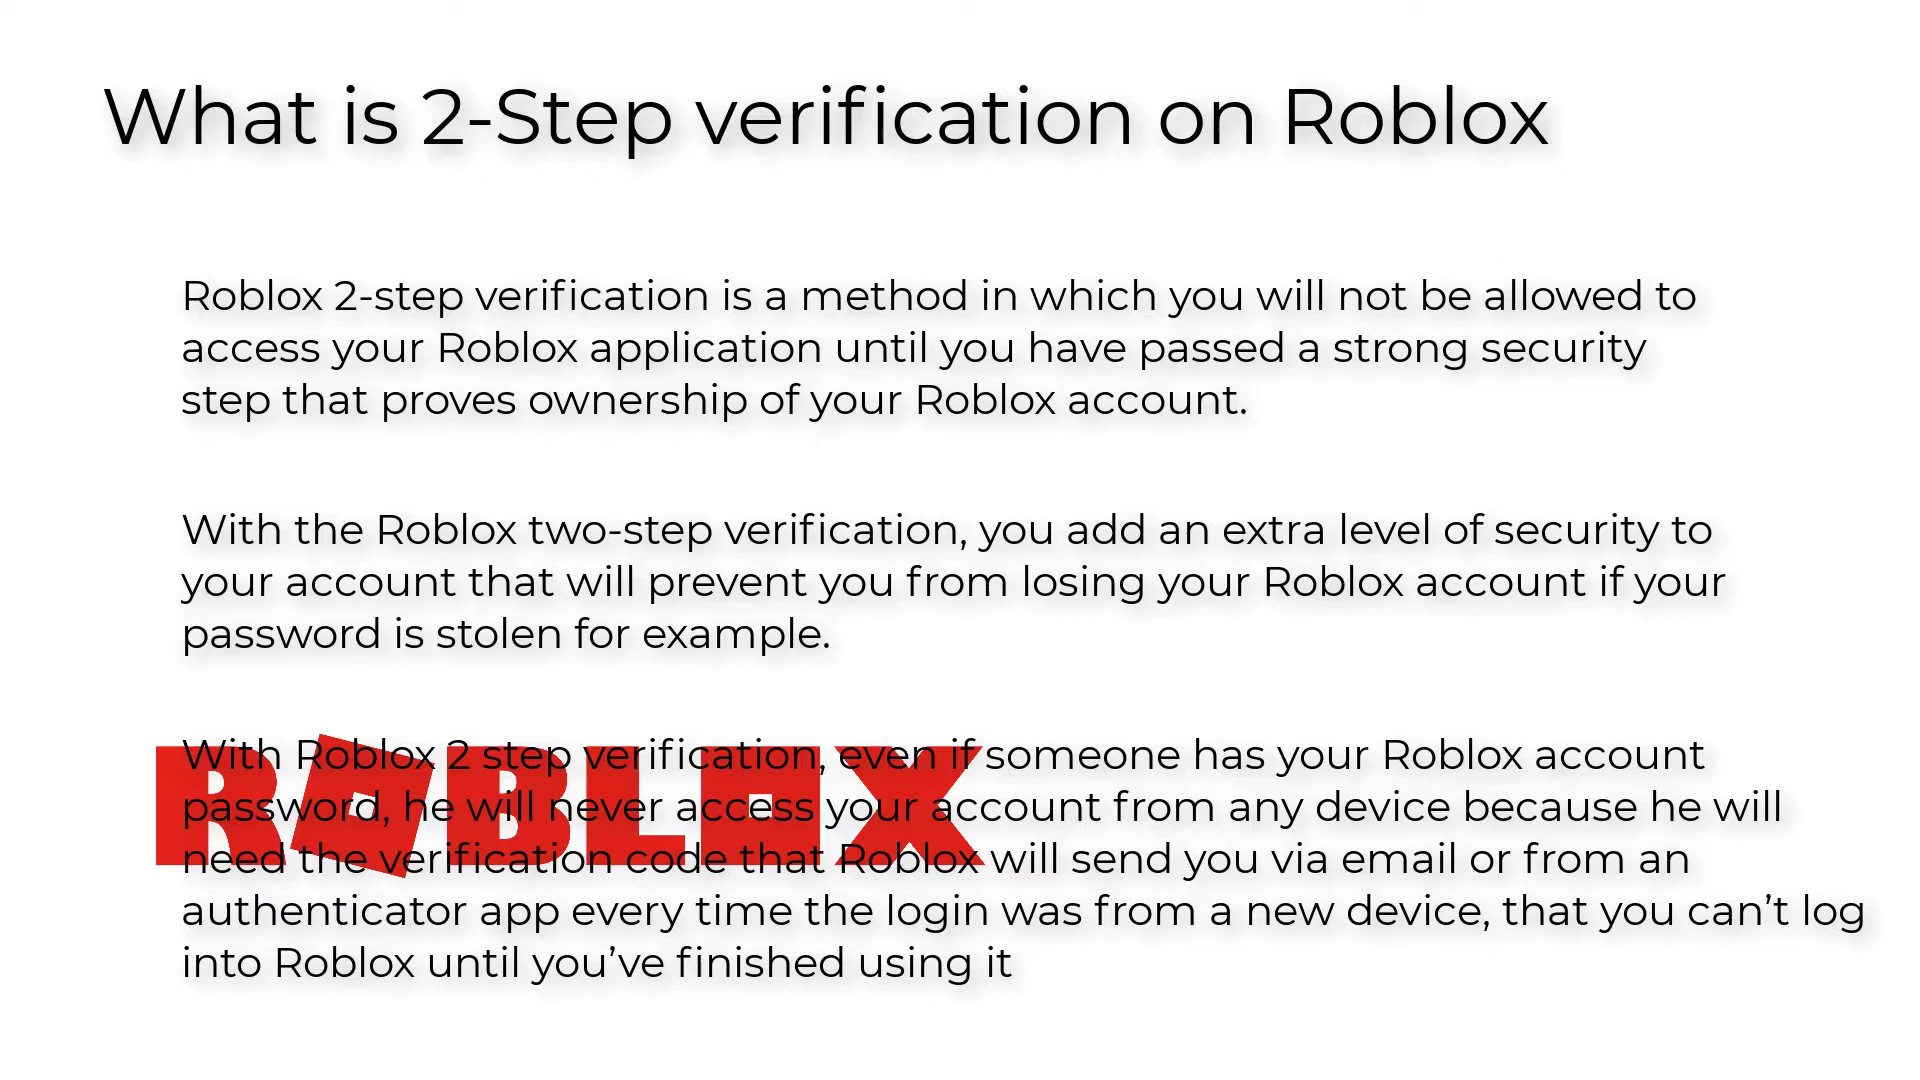 What is 2-Step verification on Roblox
Roblox 2-step verification is a method in which you will not be allowed to
access your Roblox application until you have passed a strong security
step that proves ownership of your Roblox account.
With the Roblox two-step verification, you add an extra level of security to
your account that will prevent you from losing your Roblox account if your
password is stolen for example.
With Roblox 2 step verification, even if someone has your Roblox account
password, he will never access your account from any device because he will
need the verification code that Roblox will send you via email or from an
authenticator app every time the login was from a new device, that you can’t log
into Roblox until you’ve finished using it
ROBLOX